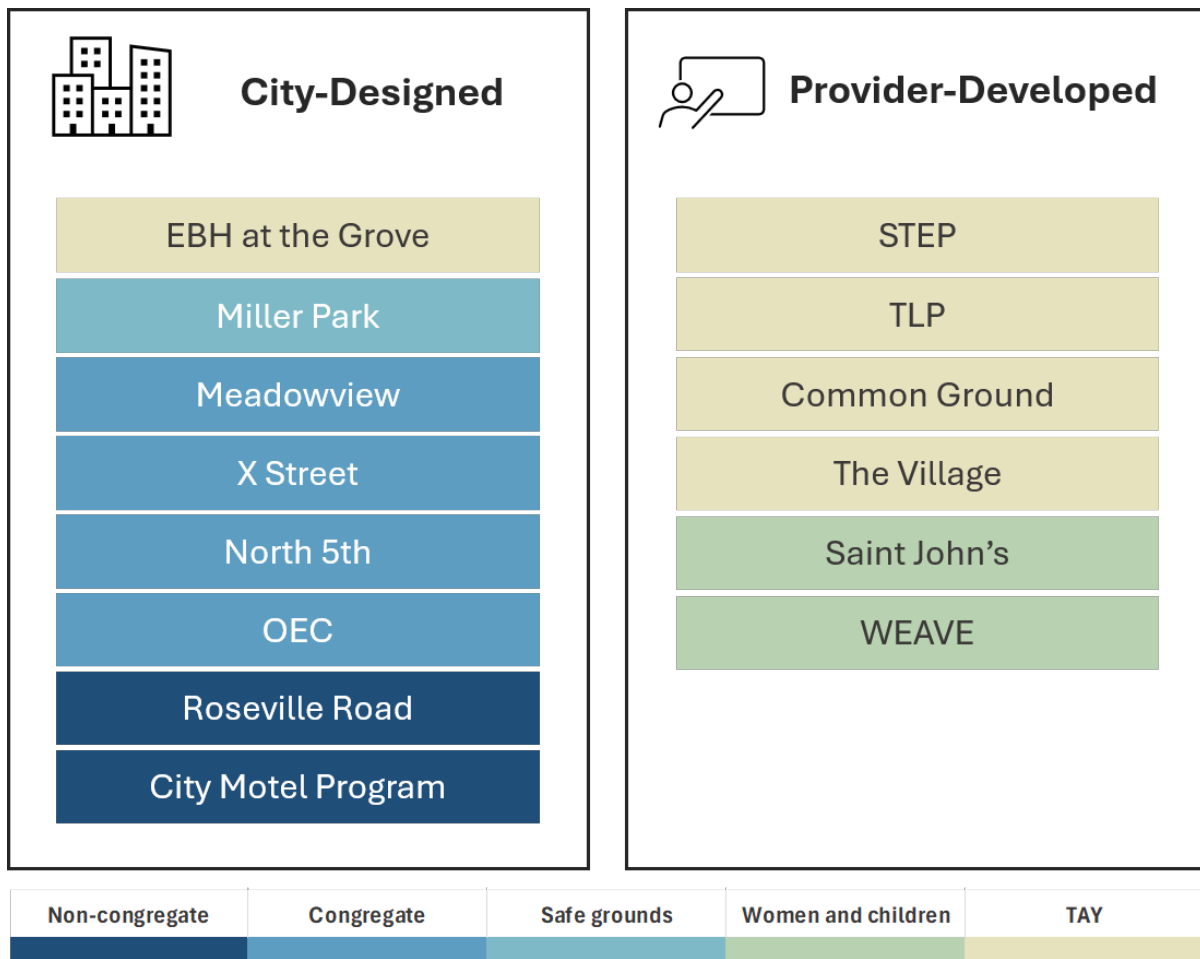 City-Designed
EBH at the Grove
Miller Park
Meadowview
X Street
North 5th
OEC
Roseville Road
City Motel Program
Provider-Developed
STEP
TLP
Common Ground
The Village
Saint John’s
WEAVE
Non-congregate
Congregate
Safe grounds
Women and children
TAY